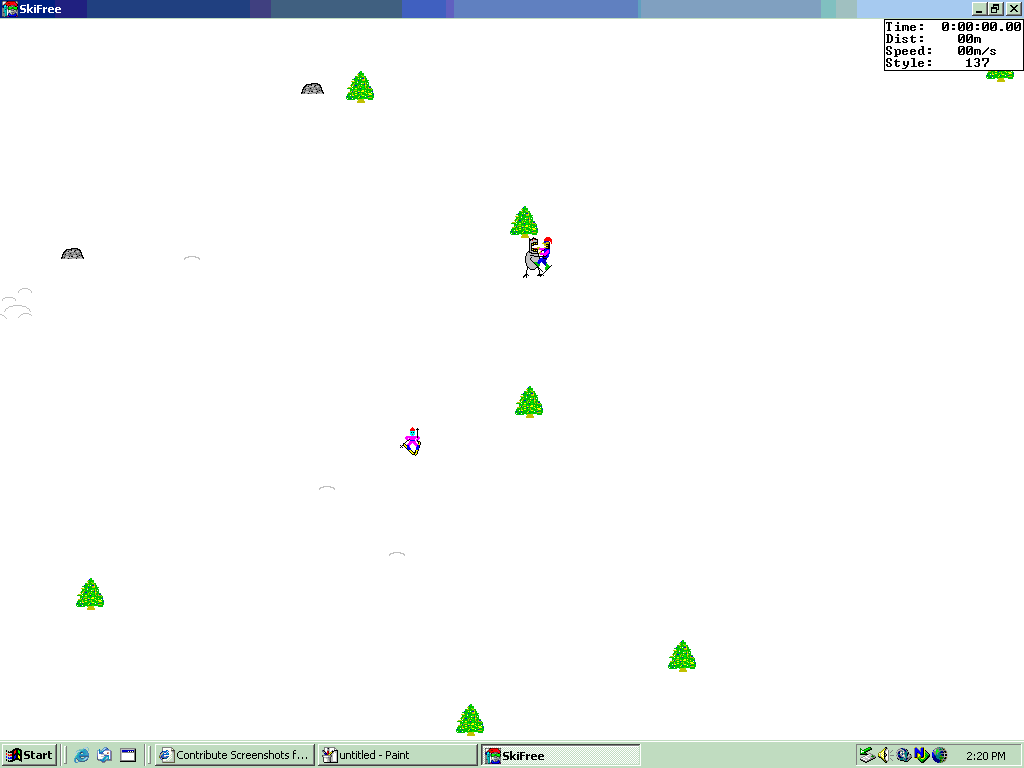 SkiFree
Time: 0:00:00.00
Dist: 00m
Speed: 00m/s
Style: 137
Start
Contribute Screenshots f...
untitled - Paint
SkiFree
2:20 PM